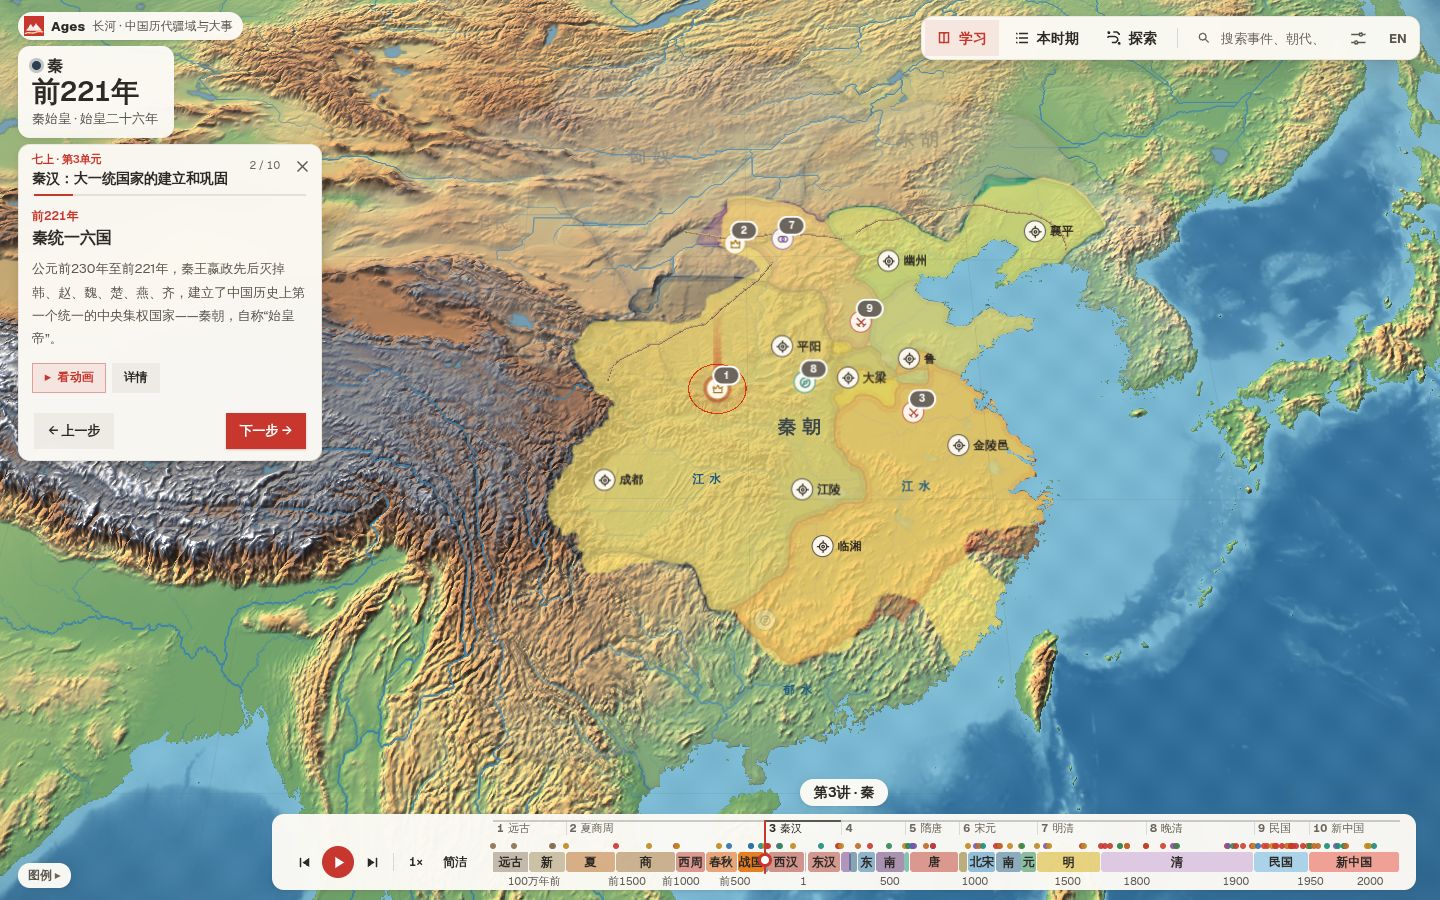 Ages 长河·中国历代疆域与大事
秦
前221年
秦始皇·始皇二十六年
七上·第3单元
秦汉：大一统国家的建立和巩固
2 / 10
前221年
秦统一六国
公元前230年至前221年，秦王嬴政先后灭掉
韩、赵、魏、楚、燕、齐，建立了中国历史上第
一个统一的中央集权国家——秦朝，自称“始皇
帝”。
看动画 详情
上一步 下一步
学习 本时期 探索 搜索事件、朝代、 EN
东胡
襄平
2 7
幽州
9
平阳 鲁
8 大梁
1
3
秦朝
金陵邑
成都 江水 江陵 江水
临湘
郁水
第3讲·秦
1 远古 2 夏商周 3 秦汉 4 5 隋唐 6 宋元 7 明清 8 晚清 9 民国 10 新中国
1× 简洁
远古 新 夏 商 西周 春秋 战国 西汉 东汉 东 南 唐 北宋 南 元 明 清 民国 新中国
100万年前 前1500 前1000 前500 1 500 1000 1500 1800 1900 1950 2000
图例